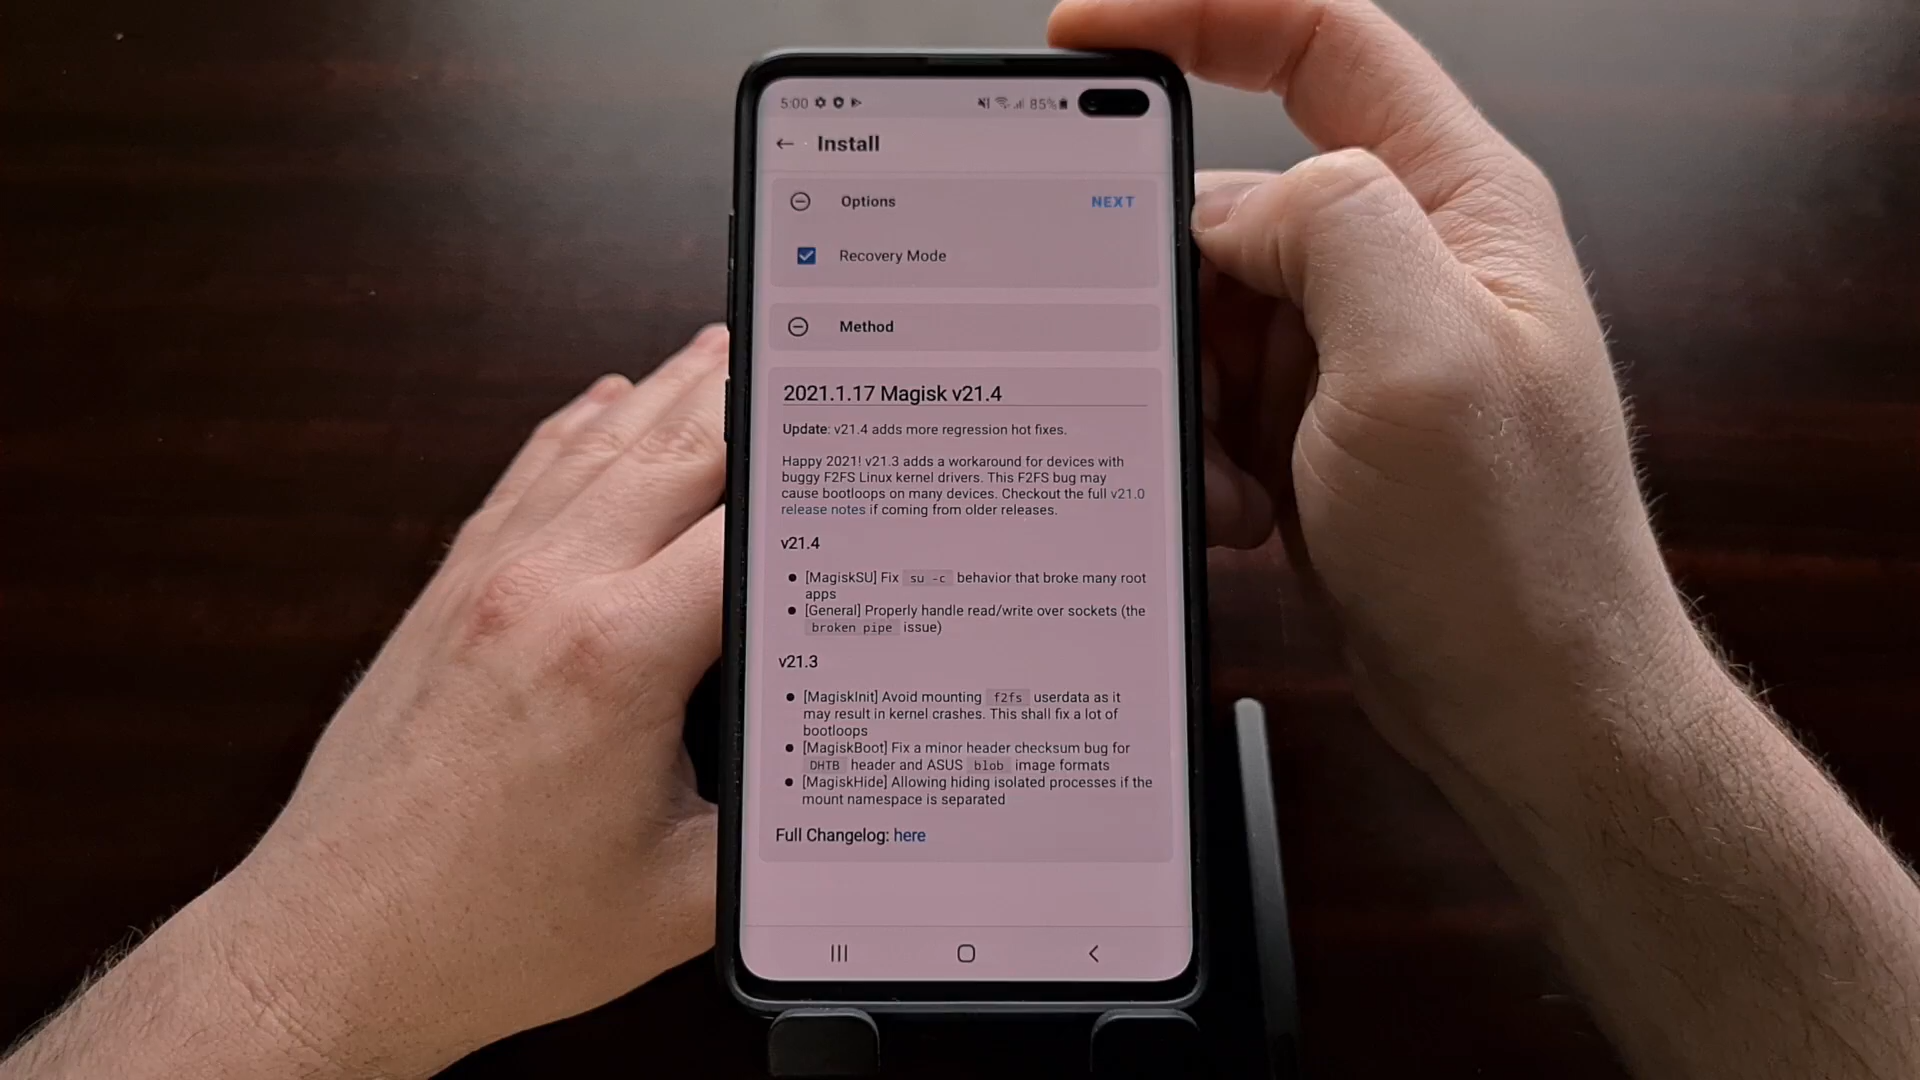 5:00 85%
Install
Options NEXT
Recovery Mode
Method
2021.1.17 Magisk v21.4
Update: v21.4 adds more regression hot fixes.
Happy 2021! v21.3 adds a workaround for devices with
buggy F2FS Linux kernel drivers. This F2FS bug may
cause bootloops on many devices. Checkout the full v21.0
release notes if coming from older releases.
v21.4
[MagiskSU] Fix su -c behavior that broke many root
apps
[General] Properly handle read/write over sockets (the
broken pipe issue)
v21.3
[MagiskInit] Avoid mounting f2fs userdata as it
may result in kernel crashes. This shall fix a lot of
bootloops
[MagiskBoot] Fix a minor header checksum bug for
DHTB header and ASUS blob image formats
[MagiskHide] Allowing hiding isolated processes if the
mount namespace is separated
Full Changelog: here